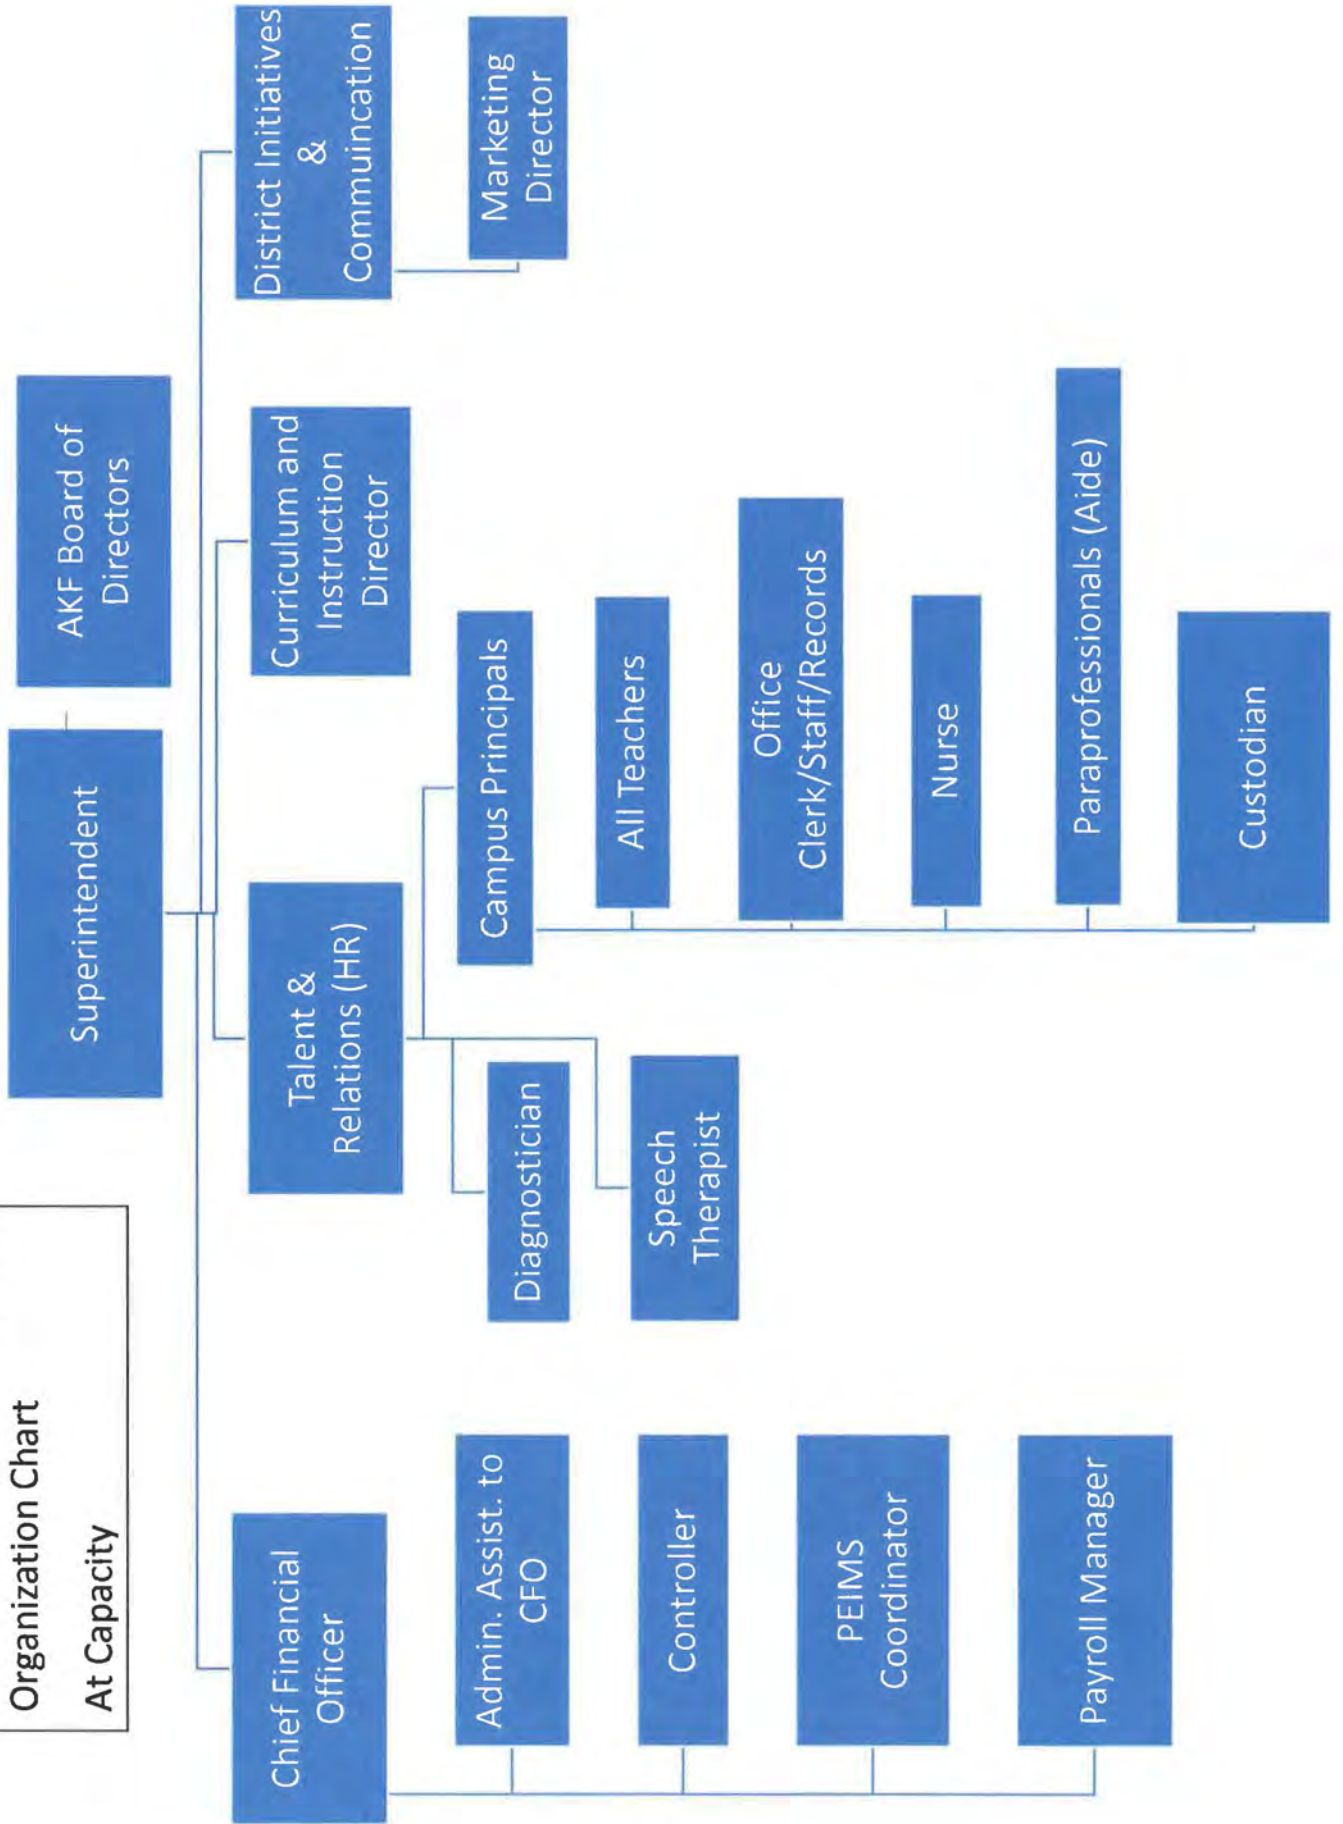 Organization Chart
At Capacity
Superintendent
AKF Board of
Directors
Chief Financial
Officer
Talent &
Relations (HR)
Curriculum and
Instruction
Director
District Initiatives
&
Commuincation
Admin. Assist. to
CFO
Controller
PEIMS
Coordinator
Payroll Manager
Diagnostician
Speech
Therapist
Campus Principals
All Teachers
Office
Clerk/Staff/Records
Nurse
Paraprofessionals (Aide)
Custodian
Marketing
Director